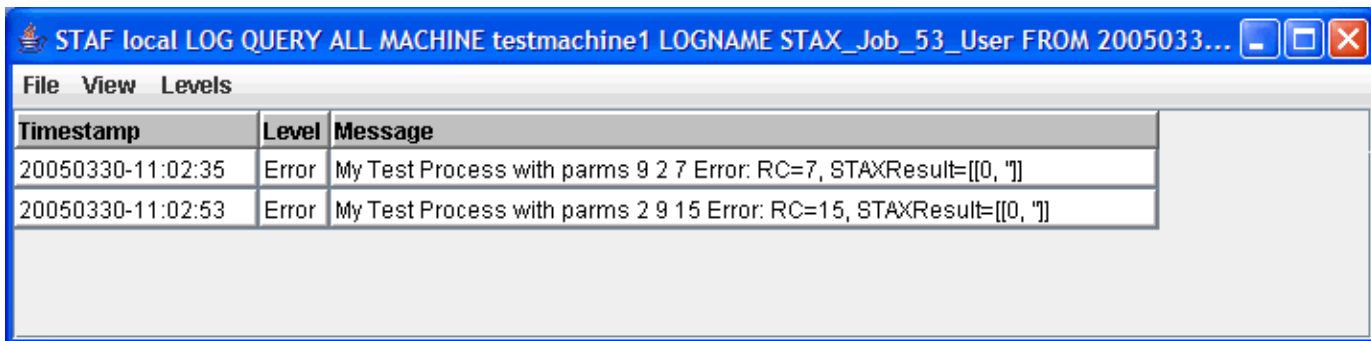 STAF local LOG QUERY ALL MACHINE testmachine1 LOGNAME STAX_Job_53_User FROM 2005033...
File View Levels
Timestamp Level Message
20050330-11:02:35 Error My Test Process with parms 9 2 7 Error: RC=7, STAXResult=[[0, '']]
20050330-11:02:53 Error My Test Process with parms 2 9 15 Error: RC=15, STAXResult=[[0, '']]